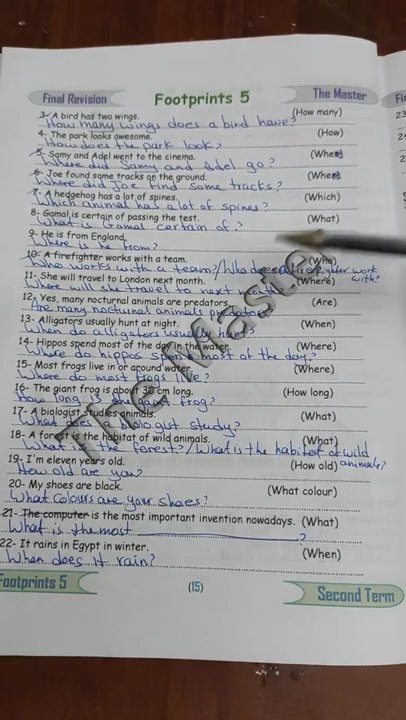 Final Revision Footprints 5 The Master
3- A bird has two wings. (How many)
How many wings does a bird have?
4- The park looks awesome. (How)
How does the park look?
5- Samy and Adel went to the cinema. (Where)
Where did Samy and Adel go?
6- Joe found some tracks on the ground. (Where)
Where did Joe find some tracks?
7- A hedgehog has a lot of spines. (Which)
Which animal has a lot of spines?
8- Gamal is certain of passing the test. (What)
What is Gamal certain of?
9- He is from England.
Where is he from?
10- A firefighter works with a team. (Who)
Who works with a team?/Who does a firefighter work with?
11- She will travel to London next month. (Where)
Where will she travel to next month?
12- Yes, many nocturnal animals are predators. (Are)
Are many nocturnal animals predators?
13- Alligators usually hunt at night. (When)
When do alligators usually hunt?
14- Hippos spend most of the day in the water. (Where)
Where do hippos spend most of the day?
15- Most frogs live in or around water. (Where)
Where do most frogs live?
16- The giant frog is about 30 cm long. (How long)
How long is the giant frog?
17- A biologist studies animals. (What)
What does a biologist study?
18- A forest is the habitat of wild animals. (What)
What is the forest?/What is the habitat of wild animals?
19- I'm eleven years old. (How old)
How old are you?
20- My shoes are black. (What colour)
What colours are your shoes?
21- The computer is the most important invention nowadays. (What)
What is the most ?
22- It rains in Egypt in winter. (When)
When does it rain?
Footprints 5 (15) Second Term
The Master